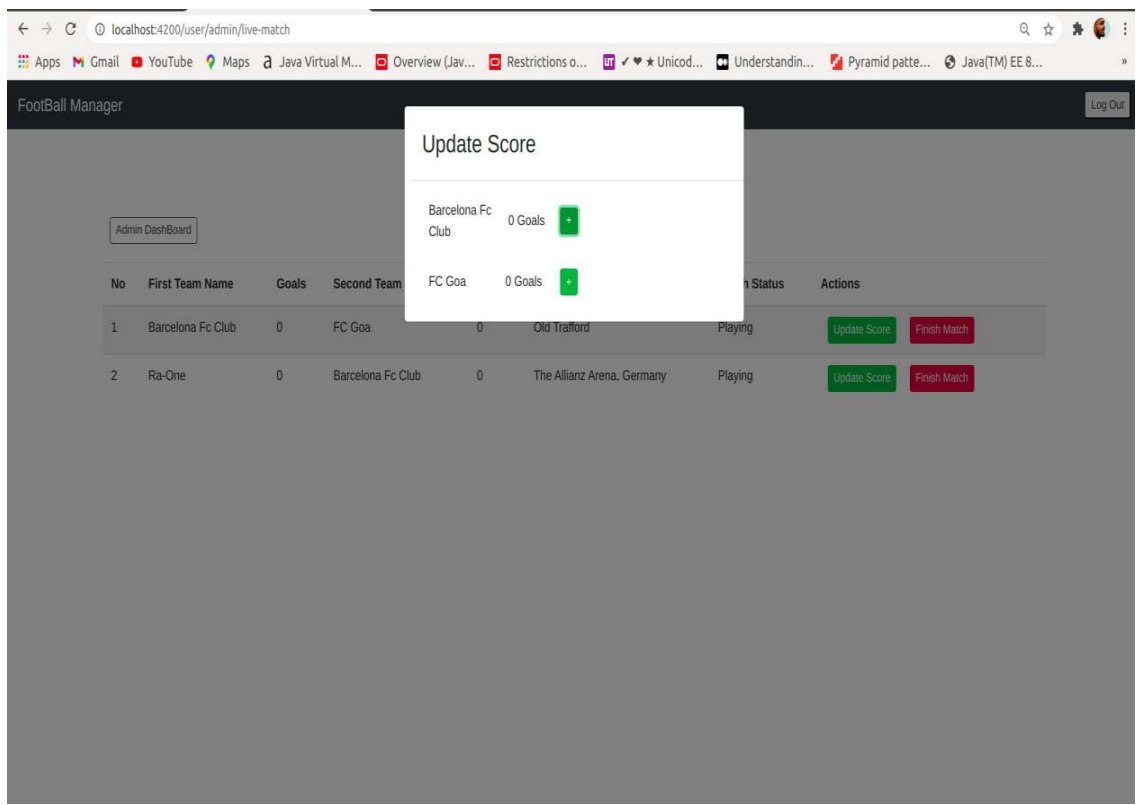 localhost:4200/user/admin/live-match
Apps Gmail YouTube Maps Java Virtual M... Overview (Jav... Restrictions o... UT ✓ ♥ ★ Unicod... Understandin... Pyramid patte... Java(TM) EE 8... »
FootBall Manager Log Out
Update Score
Barcelona Fc Club 0 Goals +
FC Goa 0 Goals +
Admin DashBoard
No First Team Name Goals Second Team Status Actions
1 Barcelona Fc Club 0 FC Goa 0 Old Trafford Playing Update Score Finish Match
2 Ra-One 0 Barcelona Fc Club 0 The Allianz Arena, Germany Playing Update Score Finish Match